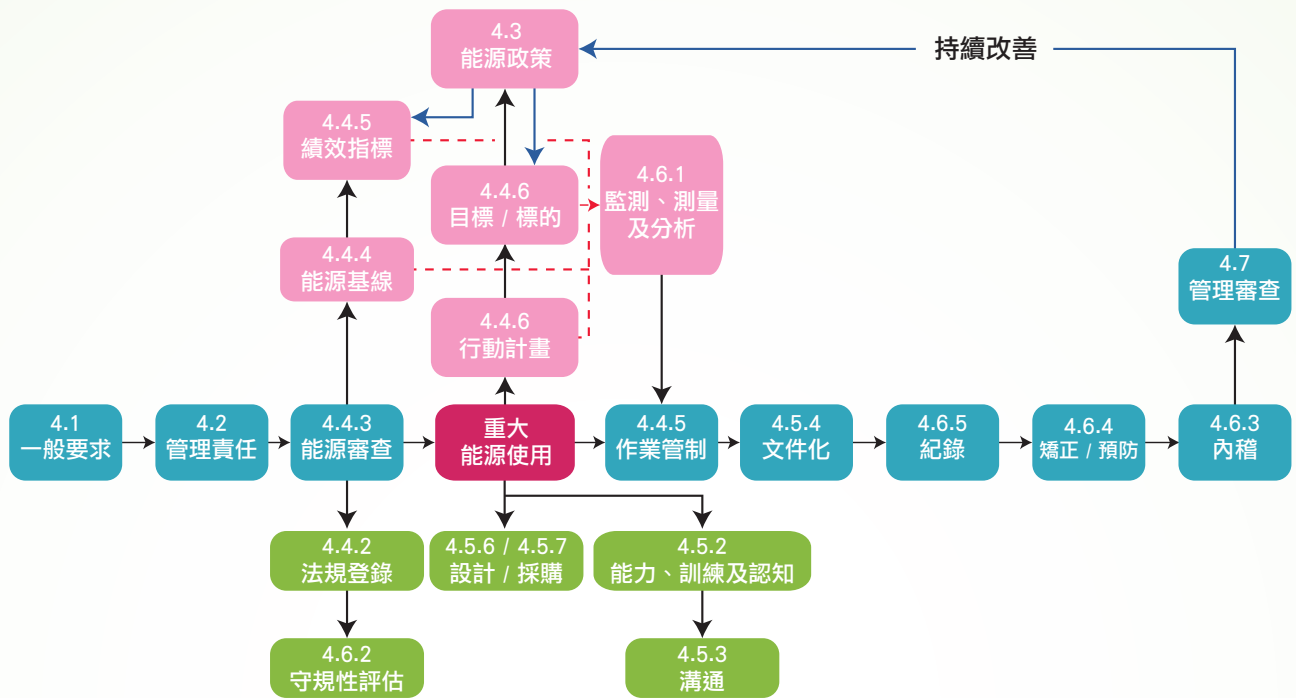 4.3
能源政策
持續改善
4.4.5
績效指標
4.6.1
監測、測量
及分析
4.4.6
目標 / 標的
4.4.4
能源基線
4.7
管理審查
4.4.6
行動計畫
4.1
一般要求
4.2
管理責任
4.4.3
能源審查
重大
能源使用
4.4.5
作業管制
4.5.4
文件化
4.6.5
紀錄
4.6.4
矯正 / 預防
4.6.3
內稽
4.4.2
法規登錄
4.5.6 / 4.5.7
設計 / 採購
4.5.2
能力、訓練及認知
4.6.2
守規性評估
4.5.3
溝通